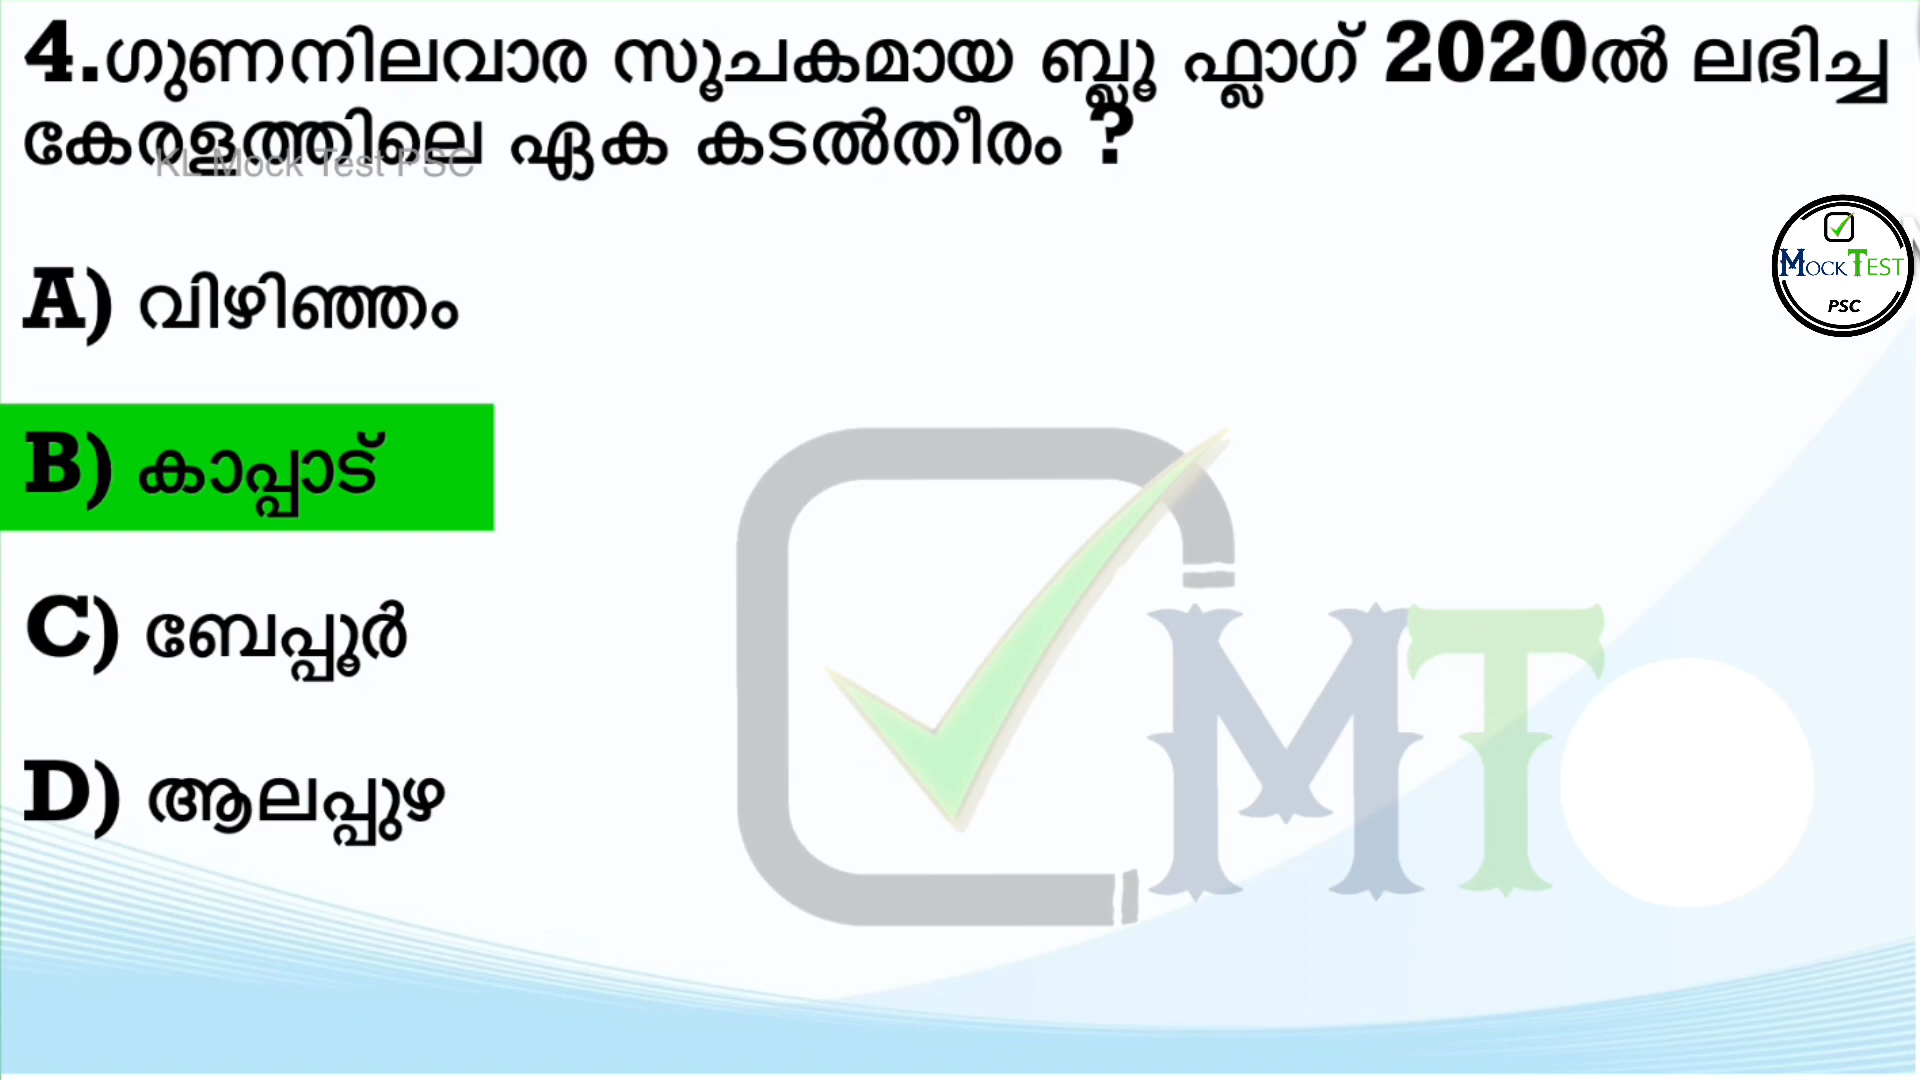 4.ഗുണനിലവാര സൂചകമായ ബ്ലൂ ഫ്ലാഗ് 2020ൽ ലഭിച്ച
കേരളത്തിലെ ഏക കടൽതീരം ?
KL Mock Test PSC
A) വിഴിഞ്ഞം
B) കാപ്പാട്
C) ബേപ്പൂർ
D) ആലപ്പുഴ
MOCK TEST
PSC
MT